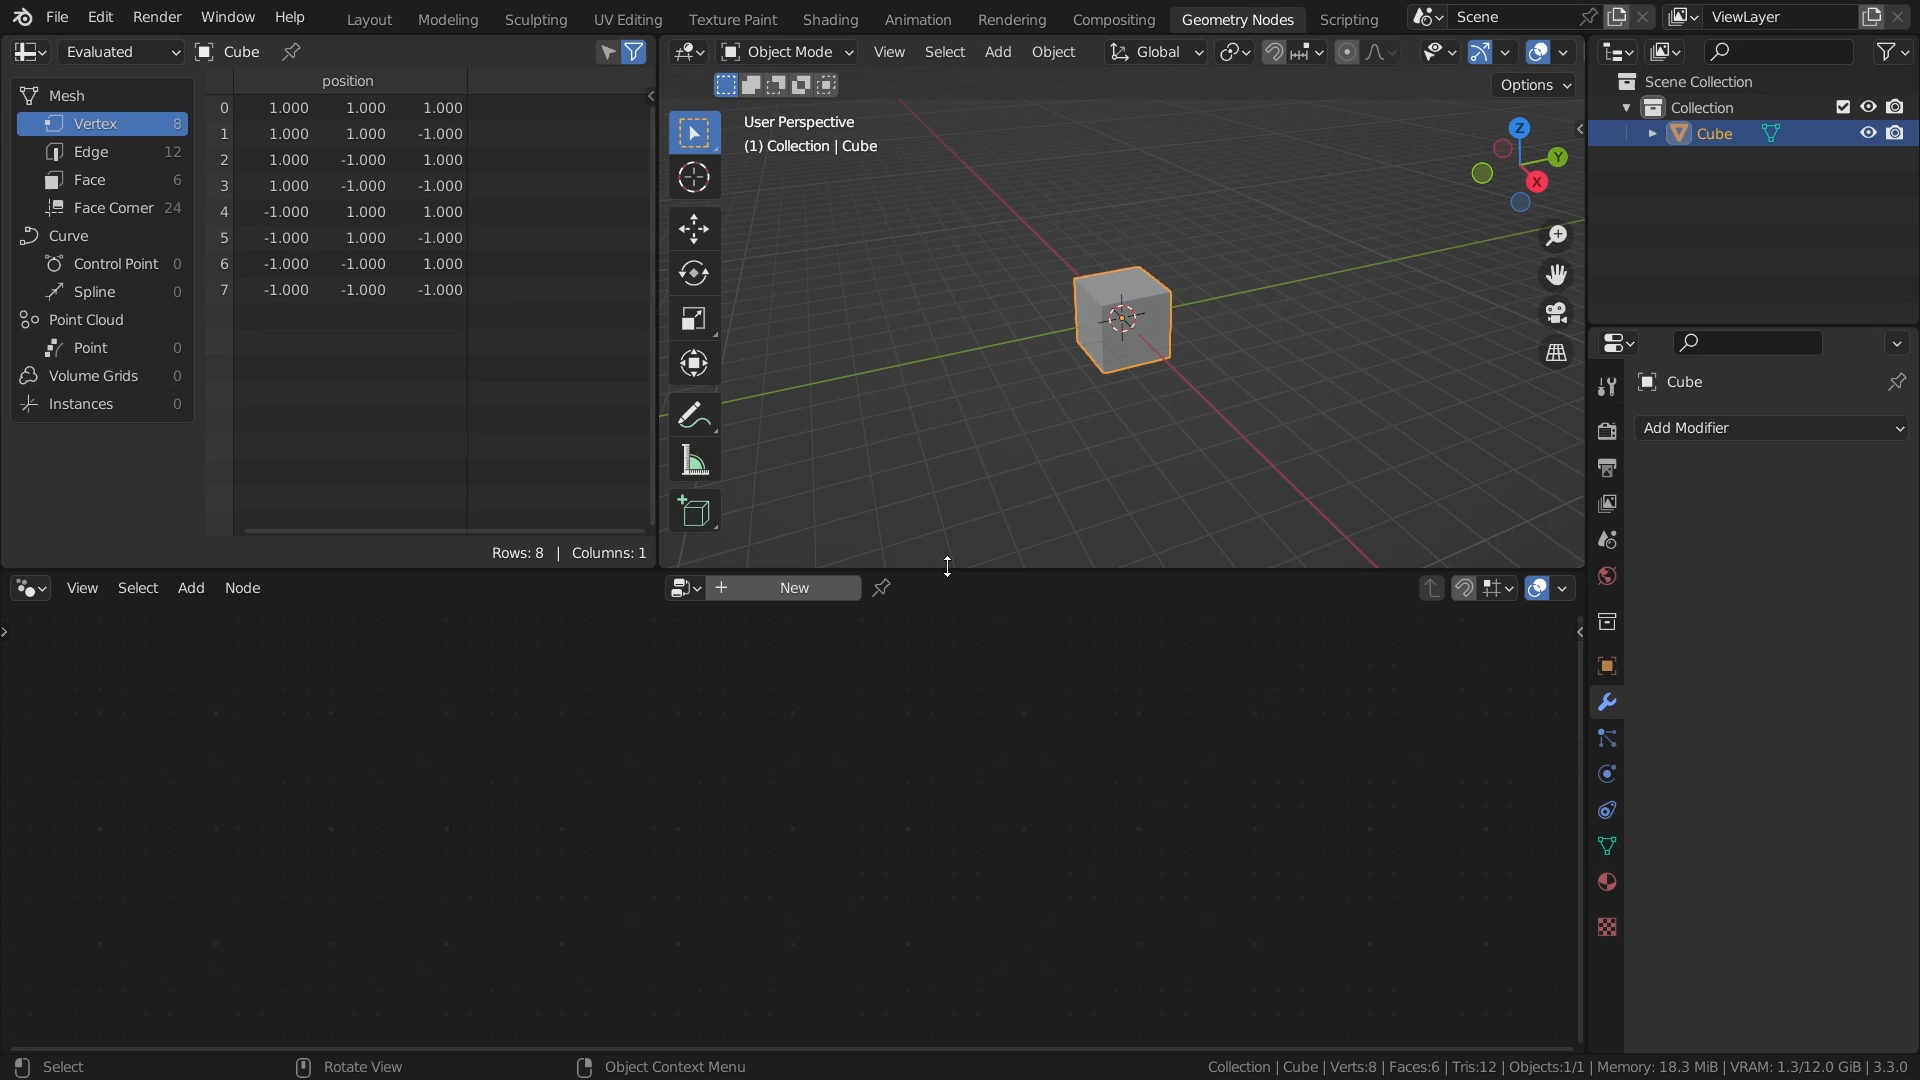 File Edit Render Window Help Layout Modeling Sculpting UV Editing Texture Paint Shading Animation Rendering Compositing Geometry Nodes Scripting Scene ViewLayer
Evaluated Cube
position
Mesh
Vertex 8
Edge 12
Face 6
Face Corner 24
Curve
Control Point 0
Spline 0
Point Cloud
Point 0
Volume Grids 0
Instances 0
0 1.000 1.000 1.000
1 1.000 1.000 -1.000
2 1.000 -1.000 1.000
3 1.000 -1.000 -1.000
4 -1.000 1.000 1.000
5 -1.000 1.000 -1.000
6 -1.000 -1.000 1.000
7 -1.000 -1.000 -1.000
Rows: 8 | Columns: 1
Object Mode View Select Add Object Global
Options
User Perspective
(1) Collection | Cube
Z
Y
X
Scene Collection
Collection
Cube
Cube
Add Modifier
View Select Add Node New
Select Rotate View Object Context Menu Collection | Cube | Verts:8 | Faces:6 | Tris:12 | Objects:1/1 | Memory: 18.3 MiB | VRAM: 1.3/12.0 GiB | 3.3.0